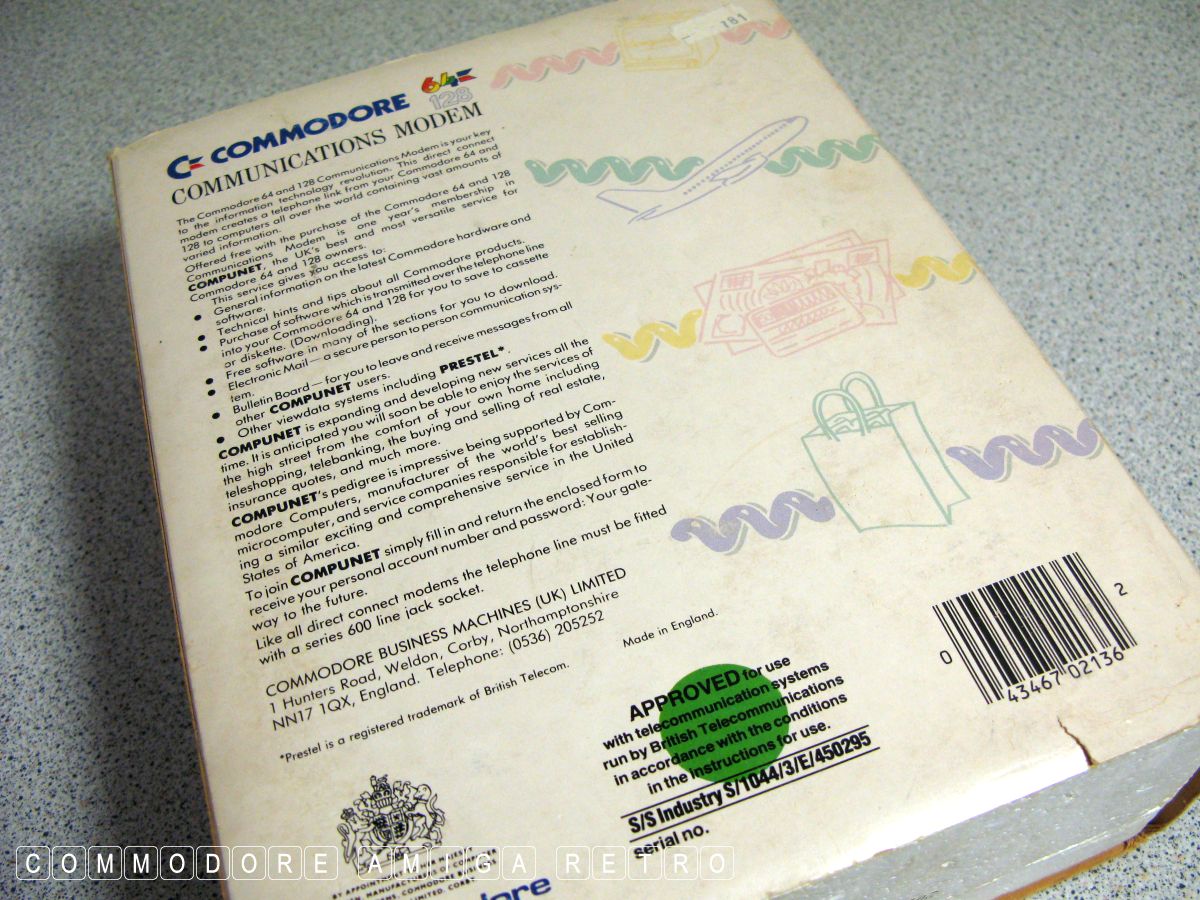 181
COMMODORE 64
128
COMMUNICATIONS MODEM
The Commodore 64 and 128 Communications Modem is your key
to the information technology revolution. This direct connect
modem creates a telephone link from your Commodore 64 and
128 to computers all over the world containing vast amounts of
varied information.
Offered free with the purchase of the Commodore 64 and 128
Communications Modem is one year's membership in
COMPUNET, the UK's best and most versatile service for
Commodore 64 and 128 owners.
This service gives you access to:
● General information on the latest Commodore hardware and
software.
● Technical hints and tips about all Commodore products.
● Purchase of software which is transmitted over the telephone line
into your Commodore 64 and 128 for you to save to cassette
or diskette. (Downloading).
● Free software in many of the sections for you to download.
● Electronic Mail — a secure person to person communication sys-
tem.
● Bulletin Board — for you to leave and receive messages from all
other COMPUNET users.
● Other viewdata systems including PRESTEL*.
COMPUNET is expanding and developing new services all the
time. It is anticipated you will soon be able to enjoy the services of
the high street from the comfort of your own home including
teleshopping, telebanking, the buying and selling of real estate,
insurance quotes, and much more.
COMPUNET's pedigree is impressive being supported by Com-
modore Computers, manufacturer of the world's best selling
microcomputer, and service companies responsible for establish-
ing a similar exciting and comprehensive service in the United
States of America.
To join COMPUNET simply fill in and return the enclosed form to
receive your personal account number and password: Your gate-
way to the future.
Like all direct connect modems the telephone line must be fitted
with a series 600 line jack socket.
COMMODORE BUSINESS MACHINES (UK) LIMITED
1 Hunters Road, Weldon, Corby, Northamptonshire
NN17 1QX, England. Telephone: (0536) 205252
Made in England.
*Prestel is a registered trademark of British Telecom.
APPROVED for use
with telecommunication systems
run by British Telecommunications
in accordance with the conditions
in the instructions for use.
S/S Industry S/1044/3/E/450295
serial no.
0 43467 02136 2
COMMODORE AMIGA RETRO